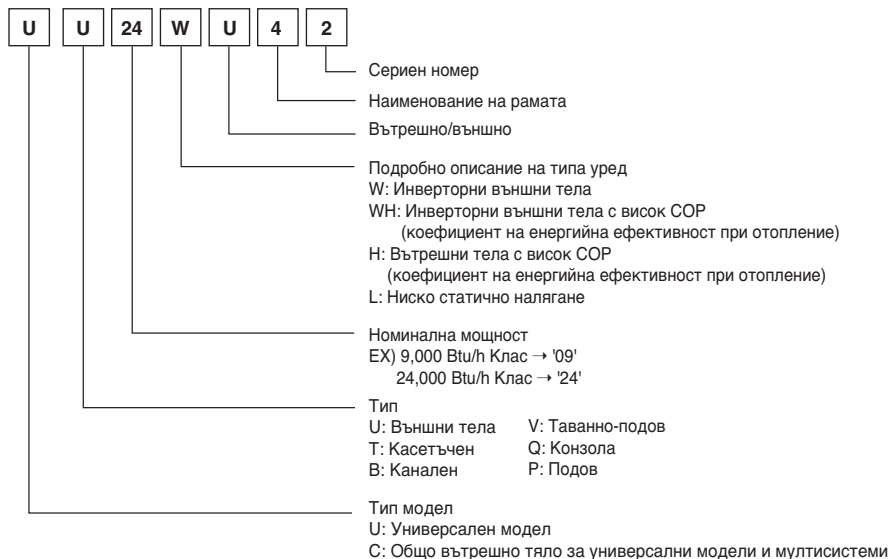 U U 24 W U 4 2
Сериен номер
Наименование на рамата
Вътрешно/външно
Подробно описание на типа уред
W: Инверторни външни тела
WH: Инверторни външни тела с висок COP
(коефициент на енергийна ефективност при отопление)
H: Вътрешни тела с висок COP
(коефициент на енергийна ефективност при отопление)
L: Ниско статично налягане
Номинална мощност
EX) 9,000 Btu/h Клас → '09'
24,000 Btu/h Клас → '24'
Тип
U: Външни тела V: Таванно-подов
T: Касетъчен Q: Конзола
B: Канален P: Подов
Тип модел
U: Универсален модел
C: Общо вътрешно тяло за универсални модели и мултисистеми